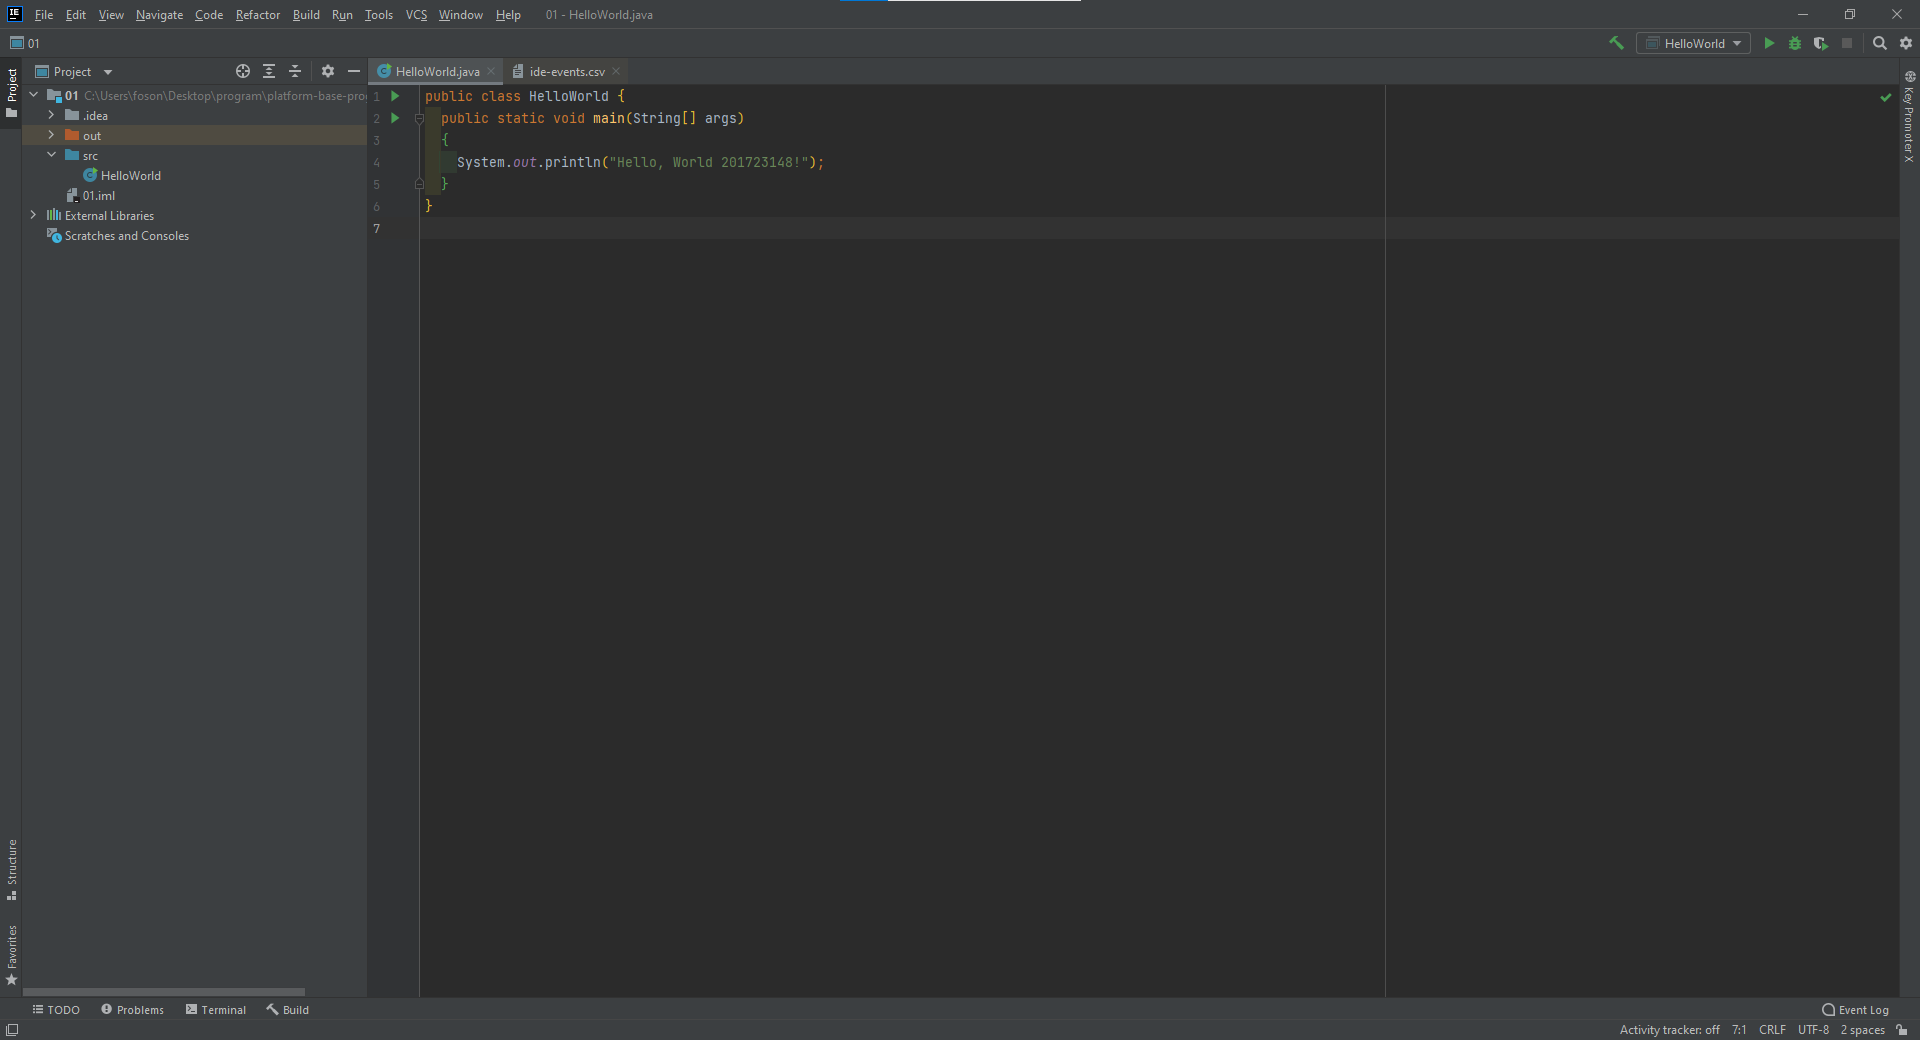 IE File Edit View Navigate Code Refactor Build Run Tools VCS Window Help 01 - HelloWorld.java
01 HelloWorld
Project HelloWorld.java ide-events.csv
Project
01 C:\Users\foson\Desktop\program\platform-base-pro
.idea
out
src
HelloWorld
01.iml
External Libraries
Scratches and Consoles
1 public class HelloWorld {
2 public static void main(String[] args)
3 {
4 System.out.println("Hello, World 201723148!");
5 }
6 }
7
Key Promoter X
Structure
Favorites
TODO Problems Terminal Build Event Log
Activity tracker: off 7:1 CRLF UTF-8 2 spaces